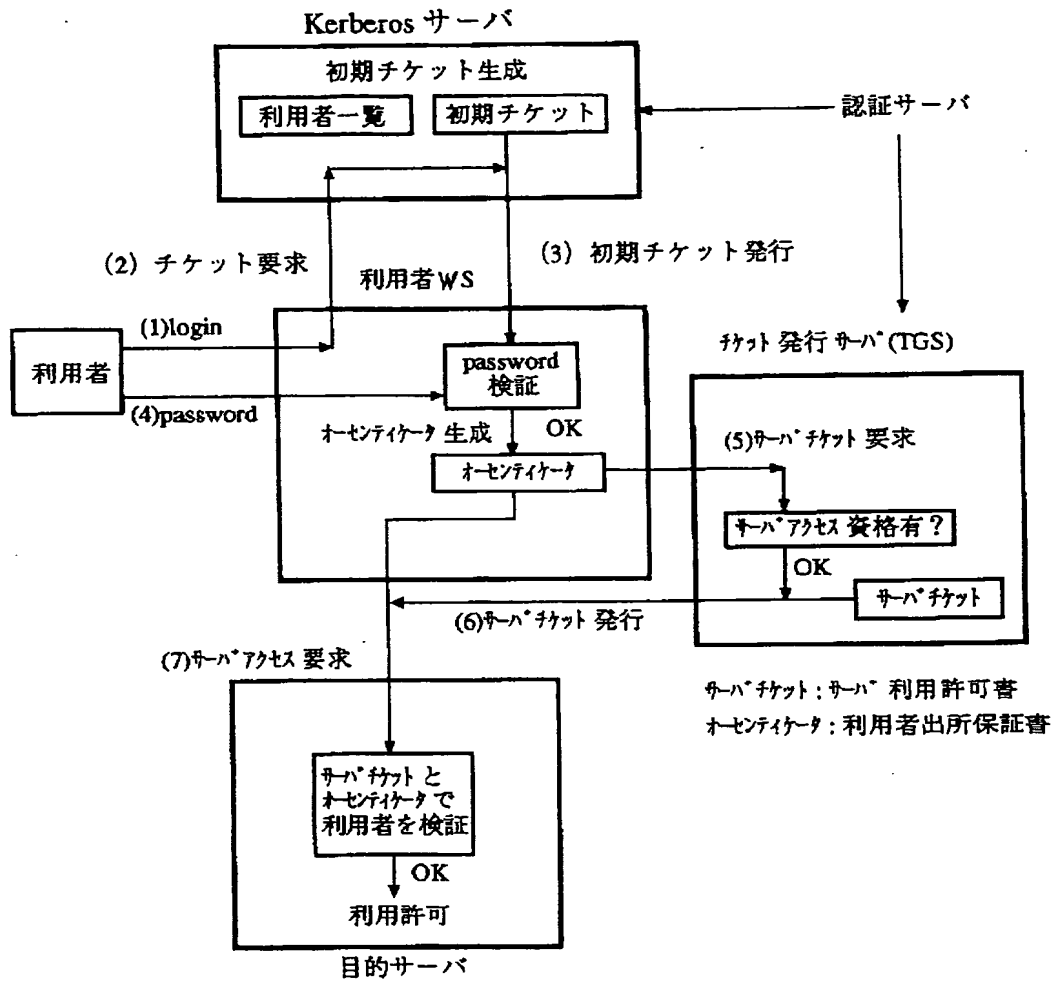 Kerberos サーバ
初期チケット生成
利用者一覧
初期チケット
認証サーバ
(2) チケット要求
(3) 初期チケット発行
利用者WS
(1)login
利用者
(4)password
password
検証
オーセンティケータ 生成
OK
オーセンティケータ
チケット 発行 サーバ(TGS)
(5)サーバチケット 要求
サーバアクセス 資格有?
OK
サーバチケット
(6)サーバチケット 発行
(7)サーバアクセス 要求
サーバチケット:サーバ 利用許可書
オーセンティケータ:利用者出所保証書
サーバチケット と
オーセンティケータ で
利用者を検証
OK
利用許可
目的サーバ